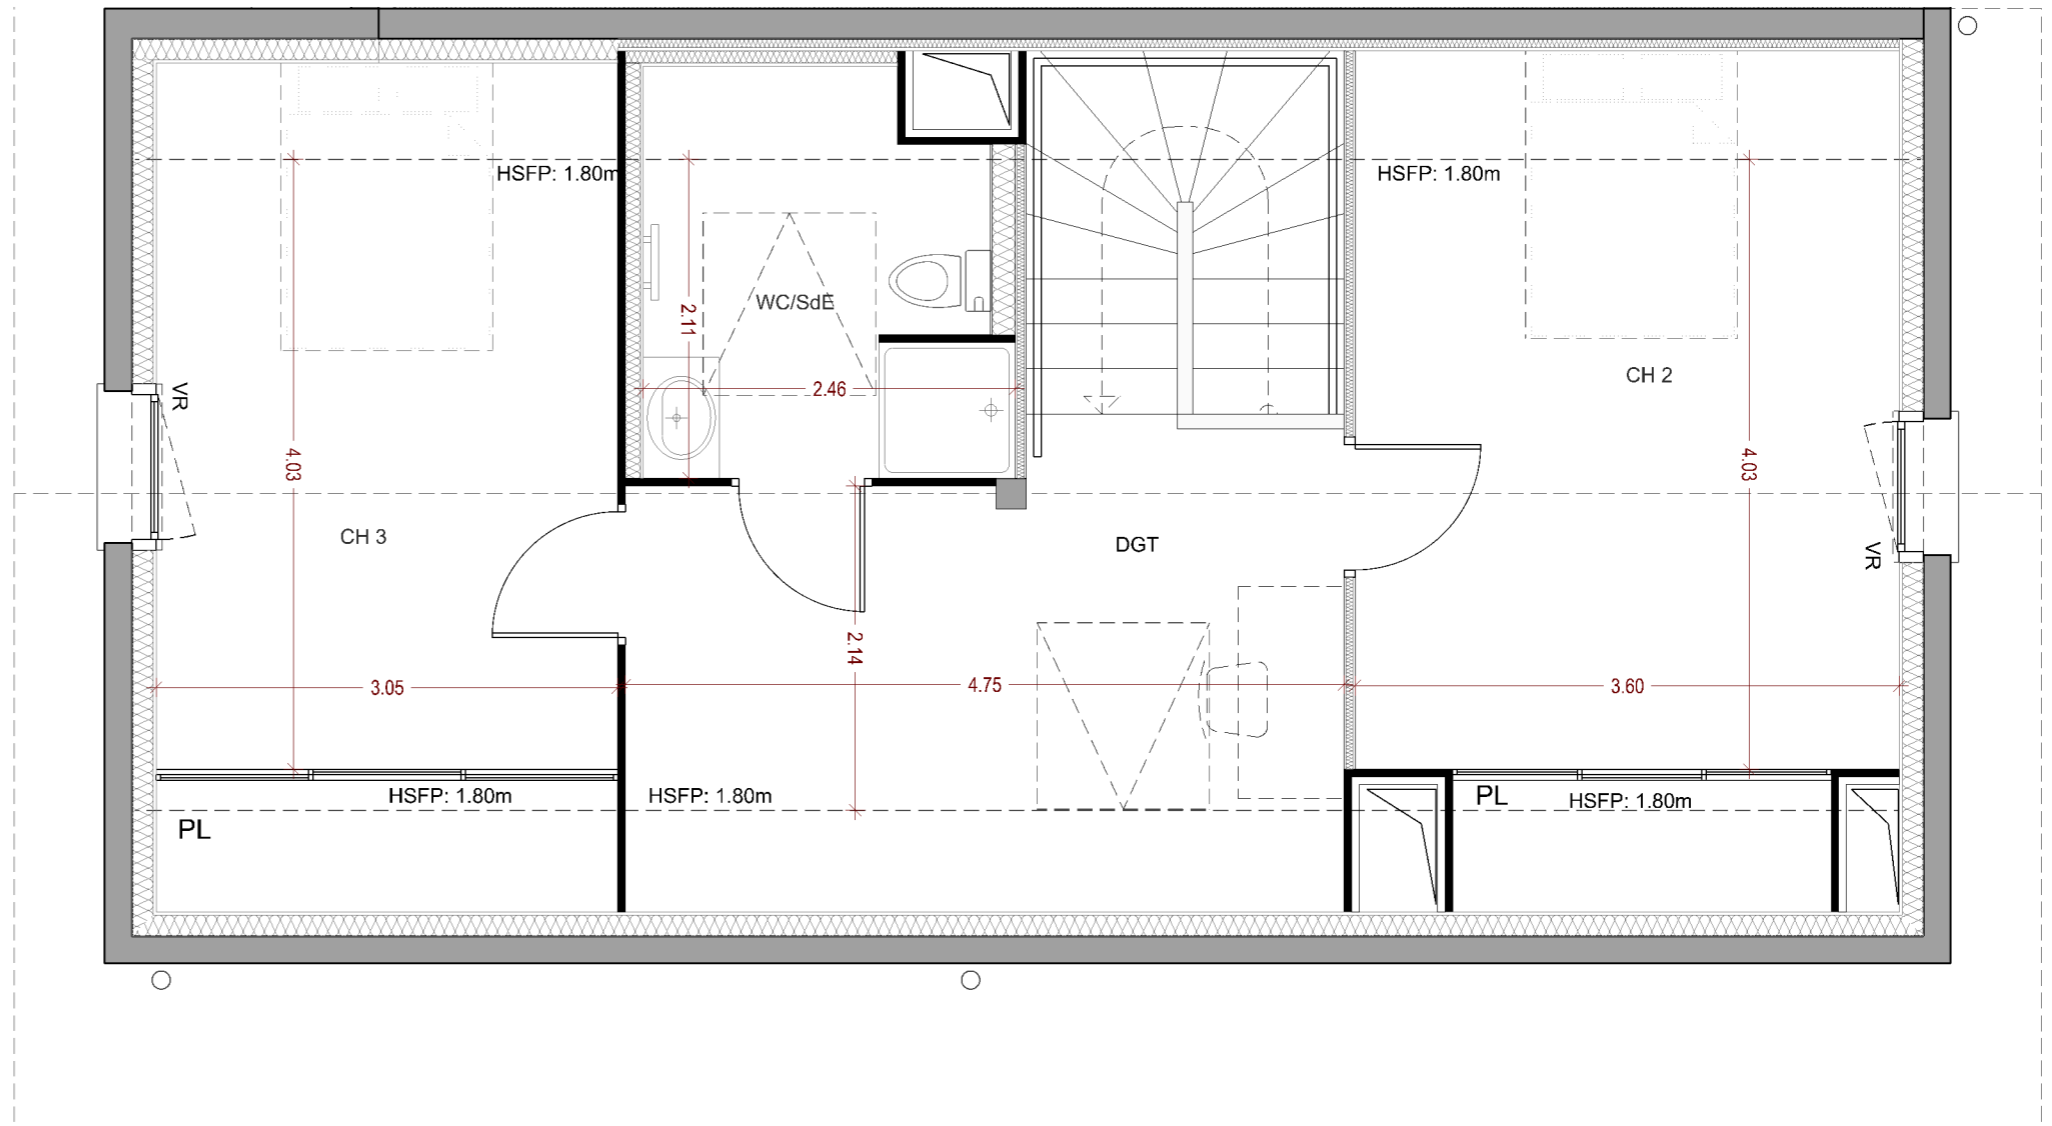 HSFP: 1.80m
HSFP: 1.80m
WC/SdE
2.11
CH 2
VR
2.46
4.03
4.03
CH 3
DGT
VR
2.14
3.05
4.75
3.60
HSFP: 1.80m
HSFP: 1.80m
PL
HSFP: 1.80m
PL